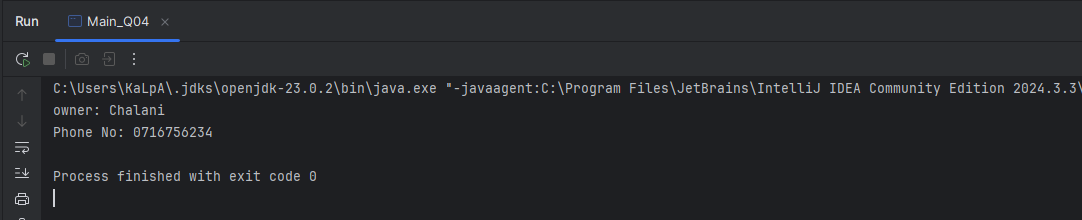 Run Main_Q04
C:\Users\KaLpA\.jdks\openjdk-23.0.2\bin\java.exe "-javaagent:C:\Program Files\JetBrains\IntelliJ IDEA Community Edition 2024.3.3\
owner: Chalani
Phone No: 0716756234
Process finished with exit code 0